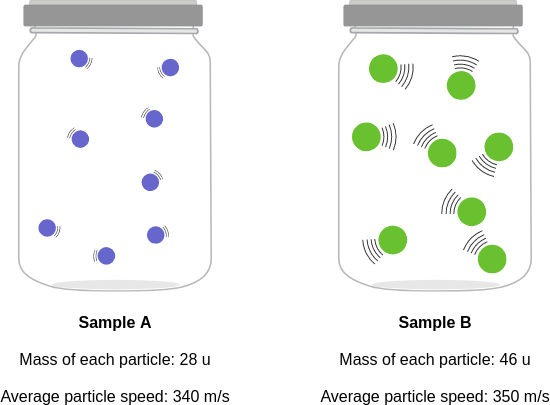 Sample A
Mass of each particle: 28 u
Average particle speed: 340 m/s
Sample B
Mass of each particle: 46 u
Average particle speed: 350 m/s